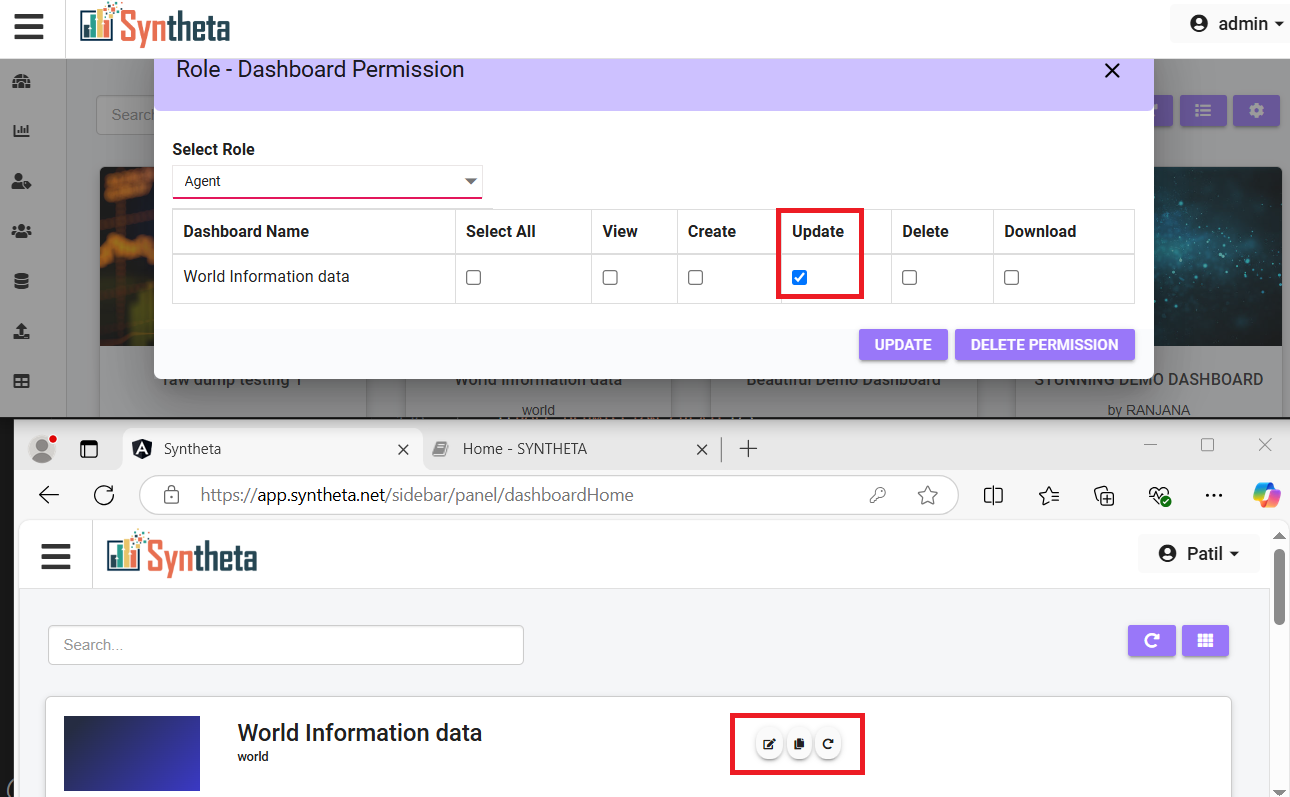 Syntheta
admin
Role - Dashboard Permission
Search
Select Role
Agent
Dashboard Name Select All View Create Update Delete Download
World Information data
UPDATE DELETE PERMISSION
raw dump testing 1 World Information data Beautiful Demo Dashboard STUNNING DEMO DASHBOARD
world by RANJANA
Syntheta Home - SYNTHETA
https://app.syntheta.net/sidebar/panel/dashboardHome
Syntheta
Patil
Search...
World Information data
world